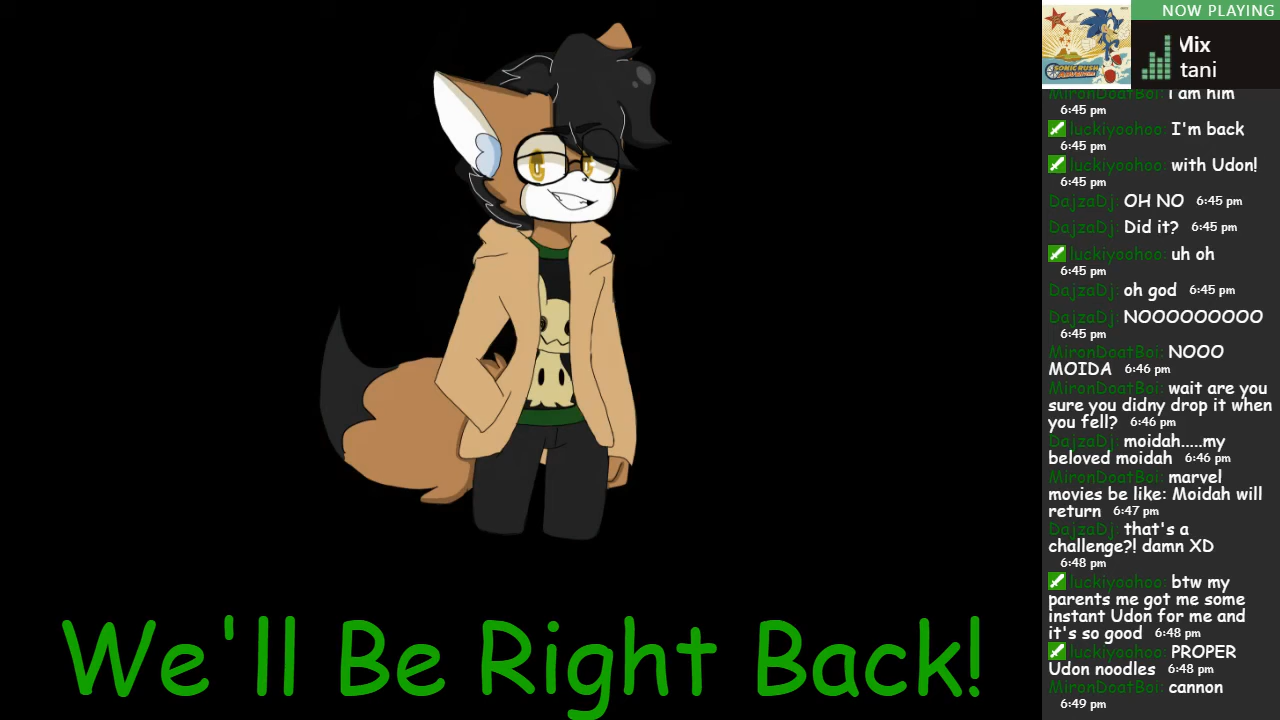 NOW PLAYING
Mix
tani
SONIC RUSH
MironDoatBoi: I am him
6:45 pm
luckiyoohoo: I'm back
6:45 pm
luckiyoohoo: with Udon!
6:45 pm
DajzaDj: OH NO 6:45 pm
DajzaDj: Did it? 6:45 pm
luckiyoohoo: uh oh
6:45 pm
DajzaDj: oh god 6:45 pm
DajzaDj: NOOOOOOOOO
6:45 pm
MironDoatBoi: NOOO
MOIDA 6:46 pm
MironDoatBoi: wait are you
sure you didny drop it when
you fell? 6:46 pm
DajzaDj: moidah.....my
beloved moidah 6:46 pm
MironDoatBoi: marvel
movies be like: Moidah will
return 6:47 pm
DajzaDj: that's a
challenge?! damn XD
6:48 pm
luckiyoohoo: btw my
parents me got me some
instant Udon for me and
it's so good 6:48 pm
luckiyoohoo: PROPER
Udon noodles 6:48 pm
MironDoatBoi: cannon
6:49 pm
We'll Be Right Back!